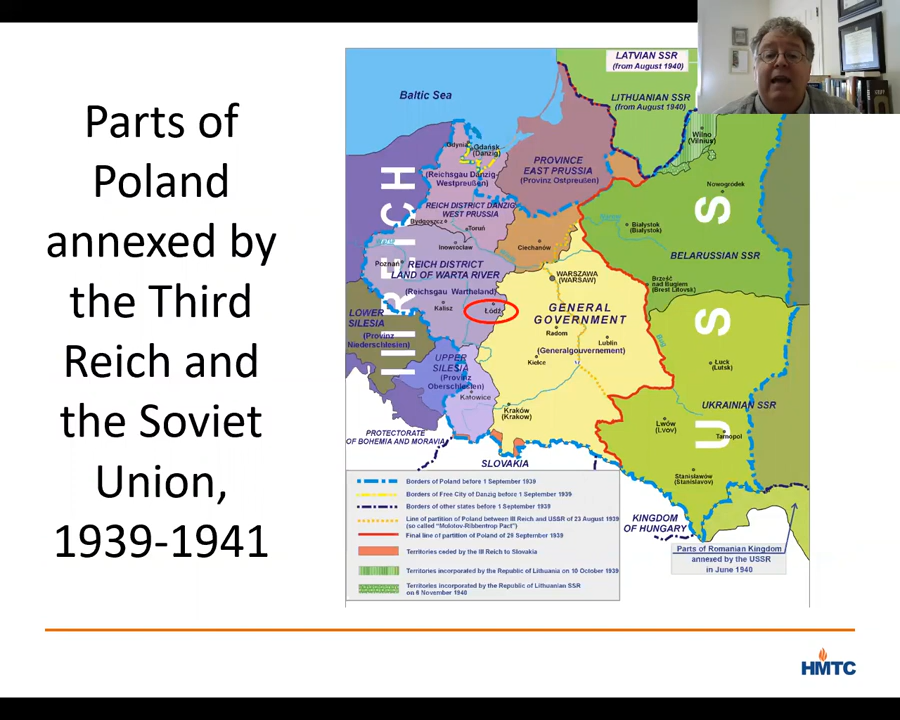 Parts of
Poland
annexed by
the Third
Reich and
the Soviet
Union,
1939-1941
LATVIAN SSR
(from August 1940)
Baltic Sea
LITHUANIAN SSR
(from August 1940)
Wilno
(Vilnius)
Gdynia
Gdańsk
(Danzig)
PROVINCE
EAST PRUSSIA
(Provinz Ostpreußen)
(Reichsgau Danzig-
Westpreußen)
Nowogródek
REICH DISTRICT DANZIG
WEST PRUSSIA
Bydgoszcz
Toruń
Białystok
(Bialystok)
Inowrocław
Ciechanów
BELARUSSIAN SSR
Poznań
REICH DISTRICT
LAND OF WARTA RIVER
(Reichsgau Wartheland)
WARSZAWA
(WARSAW)
Brześć
nad Bugiem
(Brest Litovsk)
Kalisz
Łódź
GENERAL
GOVERNMENT
(Generalgouvernement)
Radom
Lublin
Kielce
LOWER
SILESIA
(Provinz
Niederschlesien)
UPPER
SILESIA
(Provinz
Oberschlesien)
Katowice
Kraków
(Krakow)
Łuck
(Lutsk)
UKRAINIAN SSR
Lwów
(Lvov)
Tarnopol
Stanisławów
(Stanislavov)
III REICH
USSR
PROTECTORATE
OF BOHEMIA AND MORAVIA
SLOVAKIA
KINGDOM
OF HUNGARY
Parts of Romanian Kingdom
annexed by the USSR
in June 1940
Borders of Poland before 1 September 1939
Borders of Free City of Danzig before 1 September 1939
Borders of other states before 1 September 1939
Line of partition of Poland between III Reich and USSR of 23 August 1939
(so called "Molotov-Ribbentrop Pact")
Final line of partition of Poland of 28 September 1939
Territories ceded by the III Reich to Slovakia
Territories incorporated by the Republic of Lithuania on 10 October 1939
Territories incorporated by the Republic of Lithuanian SSR
on 6 November 1940
HMTC